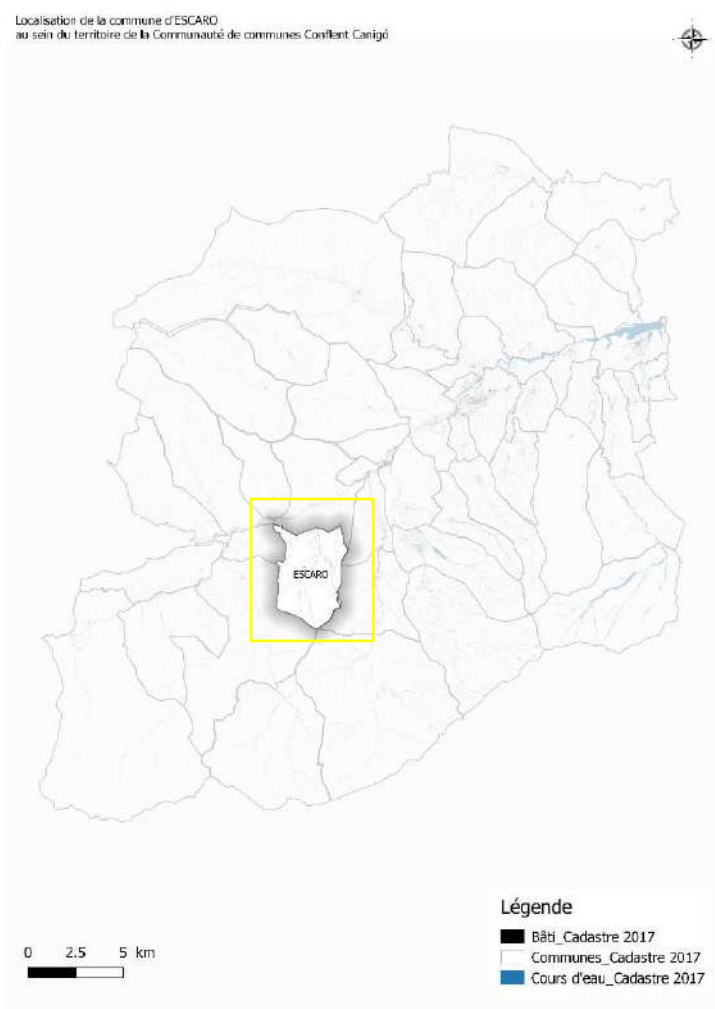 Localisation de la commune d'ESCARO
au sein du territoire de la Communauté de communes Conflent Canigó
ESCARO
Légende
Bâti_Cadastre 2017
Communes_Cadastre 2017
Cours d'eau_Cadastre 2017
0 2.5 5 km